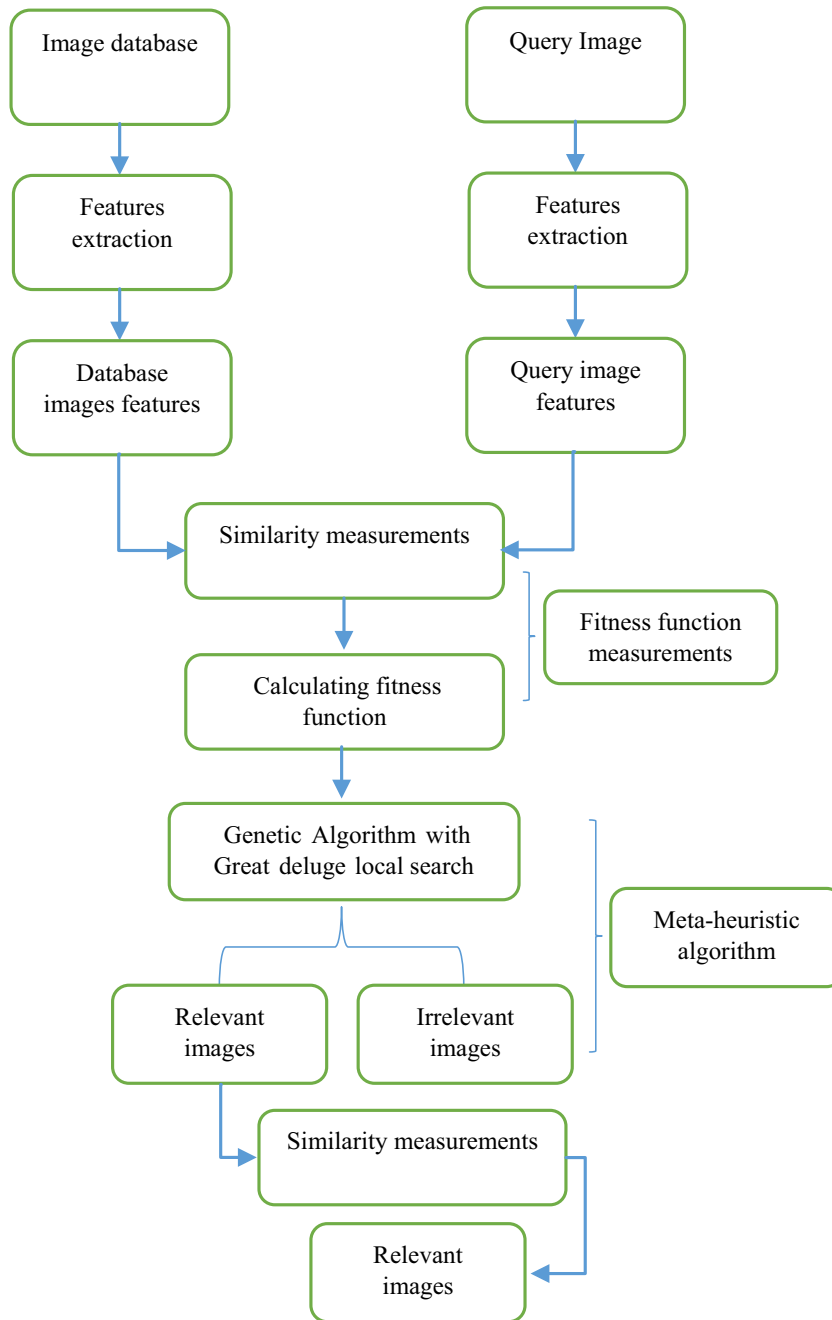 Image database
Query Image
Features
extraction
Features
extraction
Database
images features
Query image
features
Similarity measurements
Fitness function
measurements
Calculating fitness
function
Genetic Algorithm with
Great deluge local search
Meta-heuristic
algorithm
Relevant
images
Irrelevant
images
Similarity measurements
Relevant
images